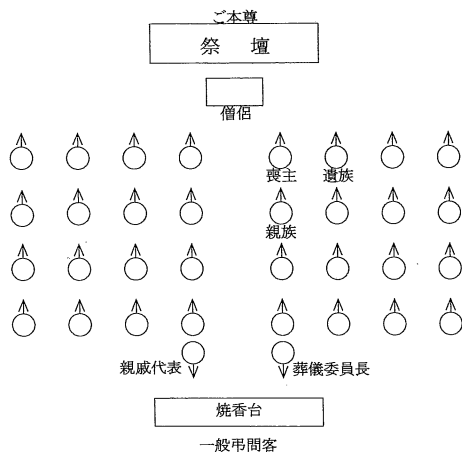 ご本尊
祭 壇
僧侶
喪主 遺族
親族
親戚代表 葬儀委員長
焼香台
一般弔問客